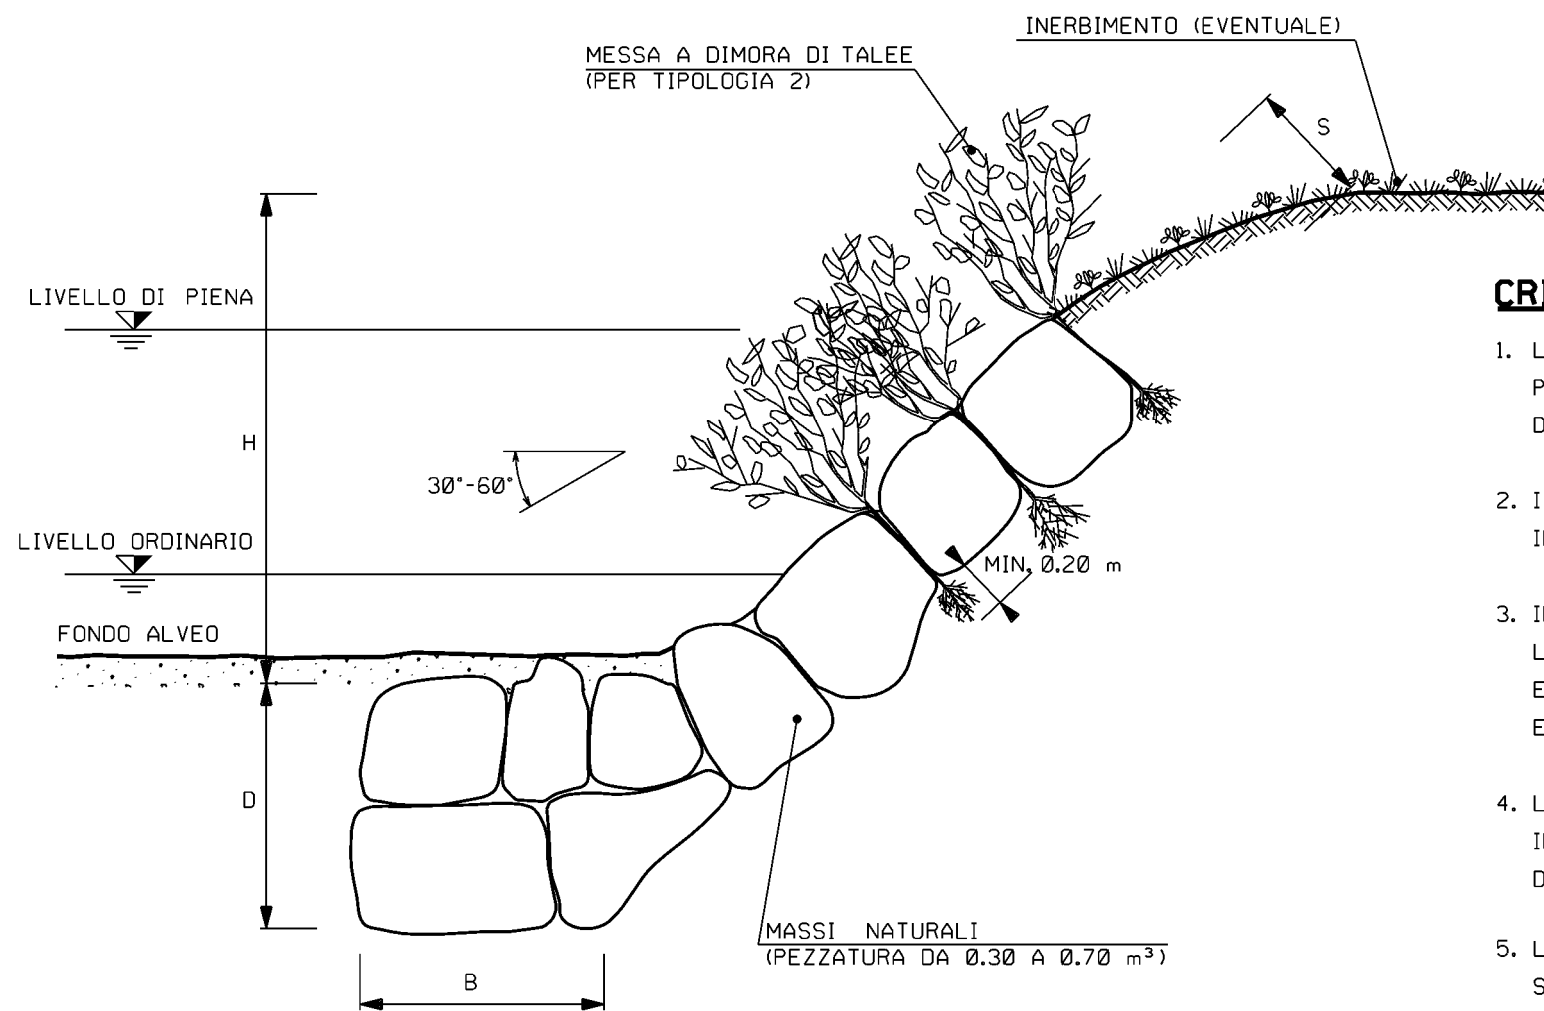 INERBIMENTO (EVENTUALE)
MESSA A DIMORA DI TALEE
(PER TIPOLOGIA 2)
S
LIVELLO DI PIENA
H
30°-60°
LIVELLO ORDINARIO
MIN. 0.20 m
FONDO ALVEO
D
MASSI NATURALI
(PEZZATURA DA 0.30 A 0.70 m³)
B
1. L
P
D
2. I
3.
L
E
E
4. L
D
5. L
S